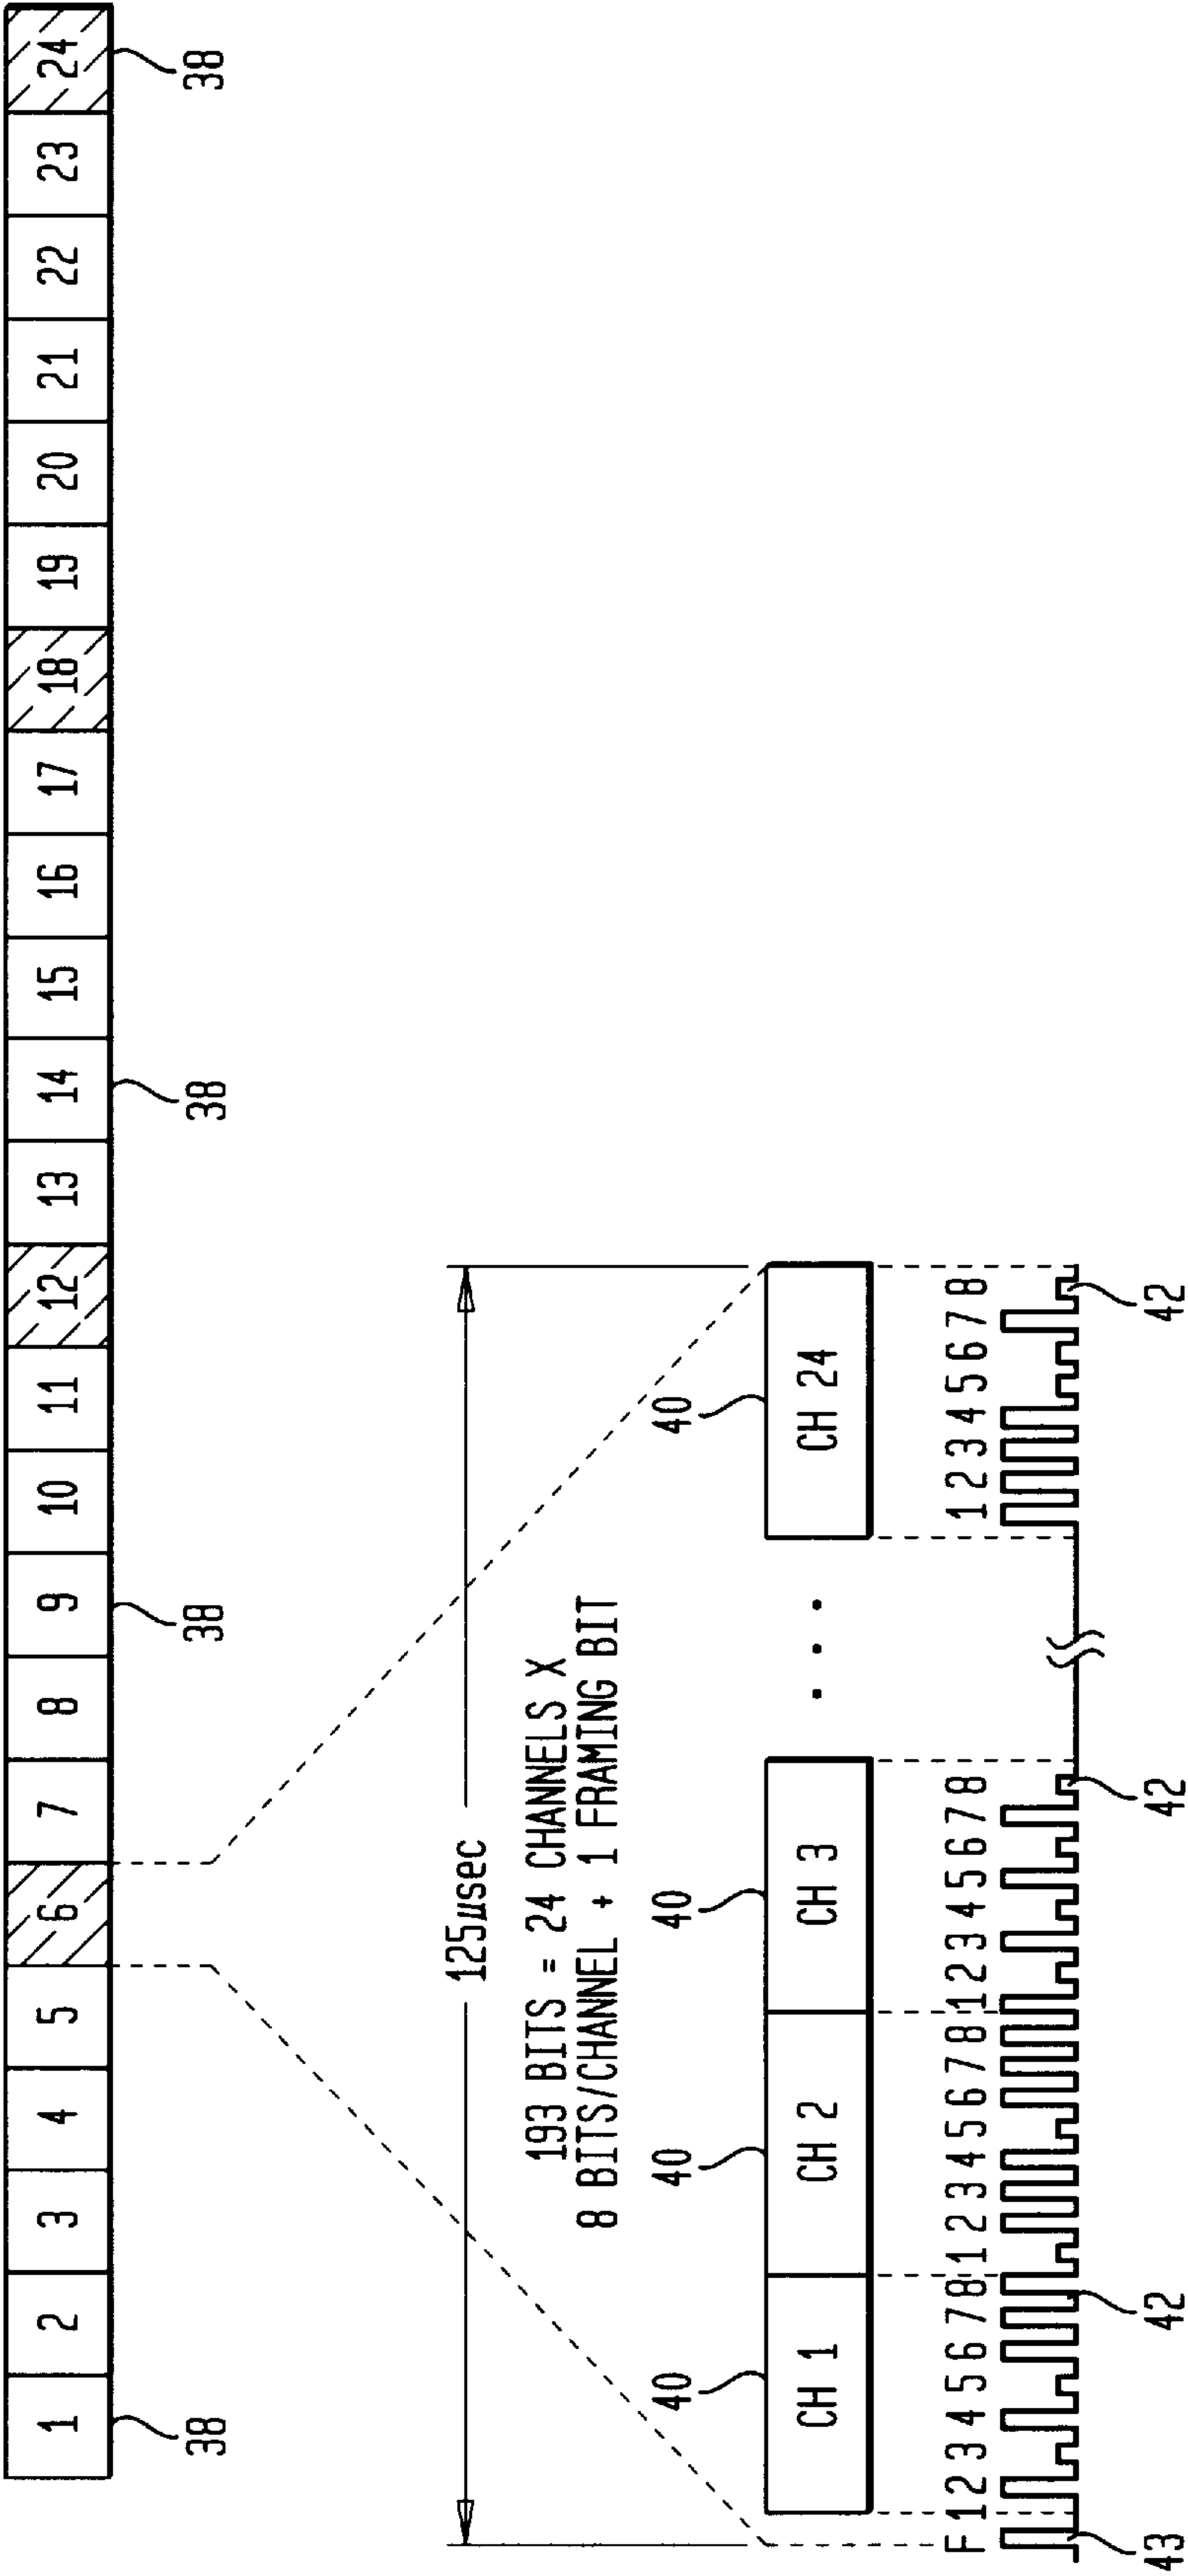 1 2 3 4 5 6 7 8 9 10 11 12 13 14 15 16 17 18 19 20 21 22 23 24
38 38 38 38
125µsec
193 BITS = 24 CHANNELS X
8 BITS/CHANNEL + 1 FRAMING BIT
40 40 40 40
CH 1 CH 2 CH 3 ... CH 24
F 1 2 3 4 5 6 7 8 1 2 3 4 5 6 7 8 1 2 3 4 5 6 7 8 1 2 3 4 5 6 7 8
43 42 42 42